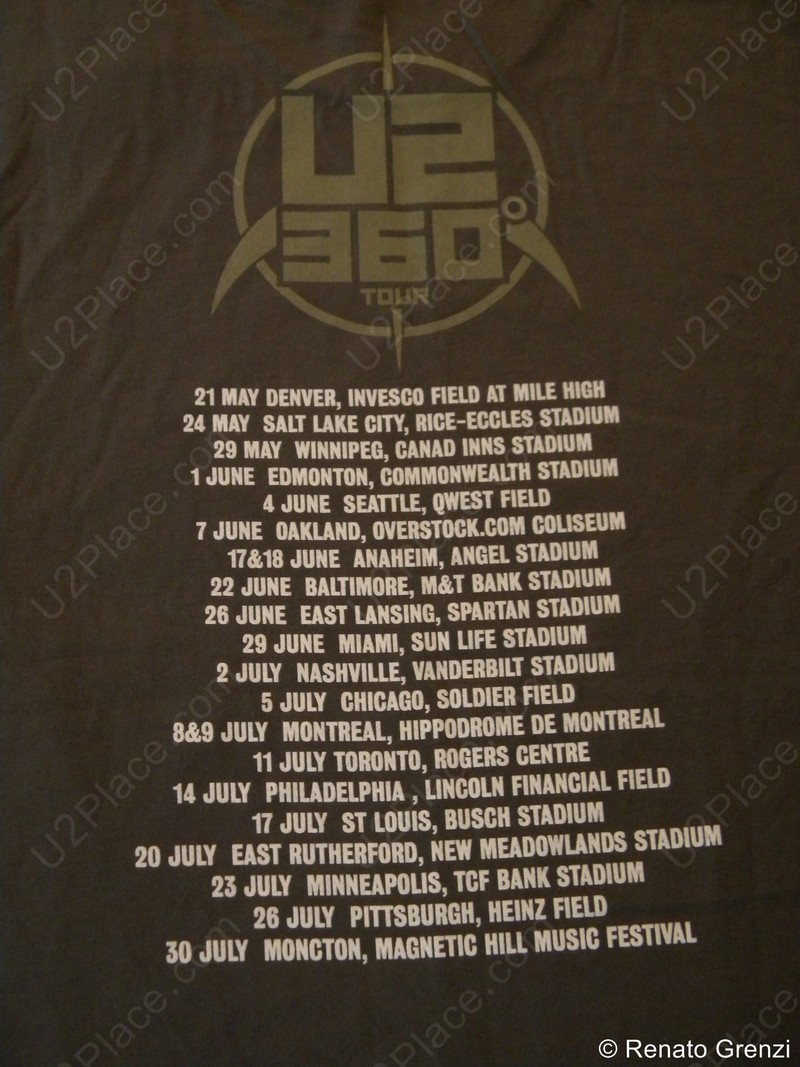 U2
360°
TOUR
21 MAY DENVER, INVESCO FIELD AT MILE HIGH
24 MAY SALT LAKE CITY, RICE-ECCLES STADIUM
29 MAY WINNIPEG, CANAD INNS STADIUM
1 JUNE EDMONTON, COMMONWEALTH STADIUM
4 JUNE SEATTLE, QWEST FIELD
7 JUNE OAKLAND, OVERSTOCK.COM COLISEUM
17&18 JUNE ANAHEIM, ANGEL STADIUM
22 JUNE BALTIMORE, M&T BANK STADIUM
26 JUNE EAST LANSING, SPARTAN STADIUM
29 JUNE MIAMI, SUN LIFE STADIUM
2 JULY NASHVILLE, VANDERBILT STADIUM
5 JULY CHICAGO, SOLDIER FIELD
8&9 JULY MONTREAL, HIPPODROME DE MONTREAL
11 JULY TORONTO, ROGERS CENTRE
14 JULY PHILADELPHIA , LINCOLN FINANCIAL FIELD
17 JULY ST LOUIS, BUSCH STADIUM
20 JULY EAST RUTHERFORD, NEW MEADOWLANDS STADIUM
23 JULY MINNEAPOLIS, TCF BANK STADIUM
26 JULY PITTSBURGH, HEINZ FIELD
30 JULY MONCTON, MAGNETIC HILL MUSIC FESTIVAL
U2Place.com
© Renato Grenzi